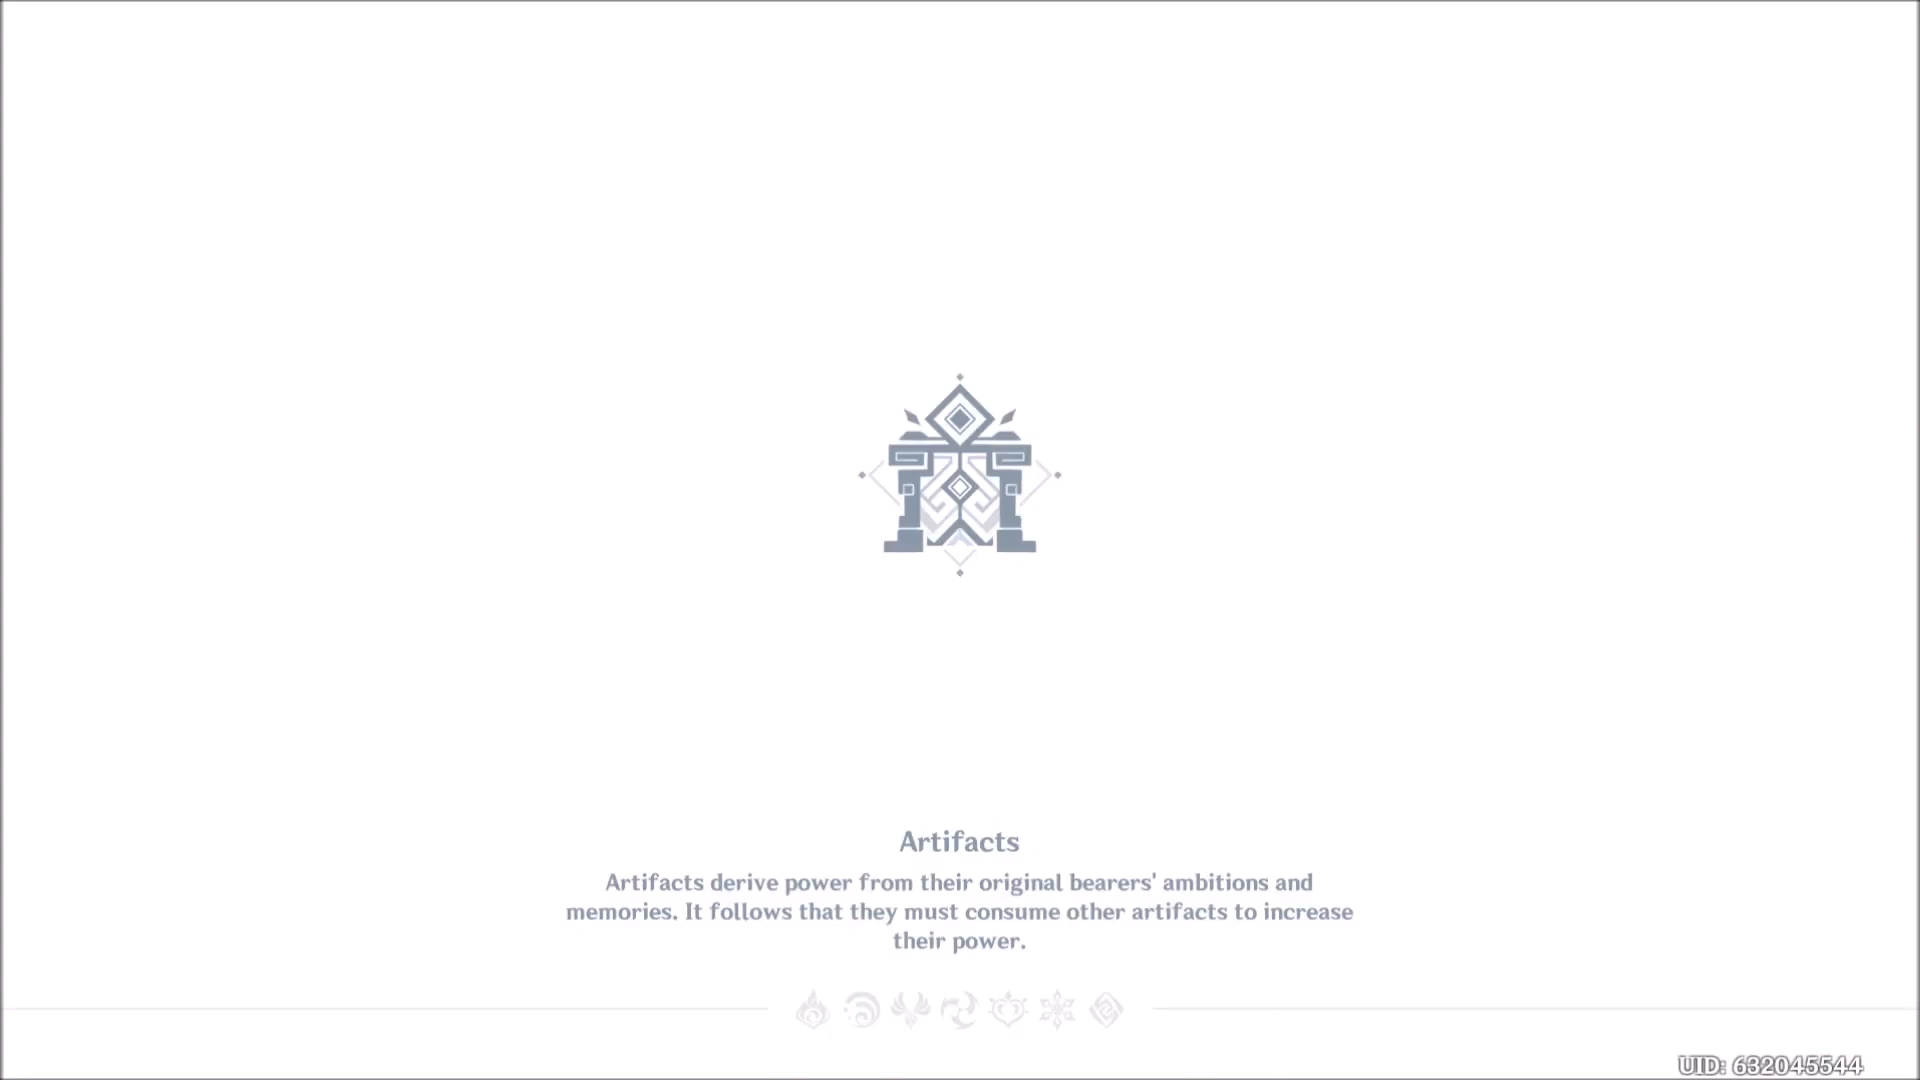 Artifacts
Artifacts derive power from their original bearers' ambitions and
memories. It follows that they must consume other artifacts to increase
their power.
UID: 632045544